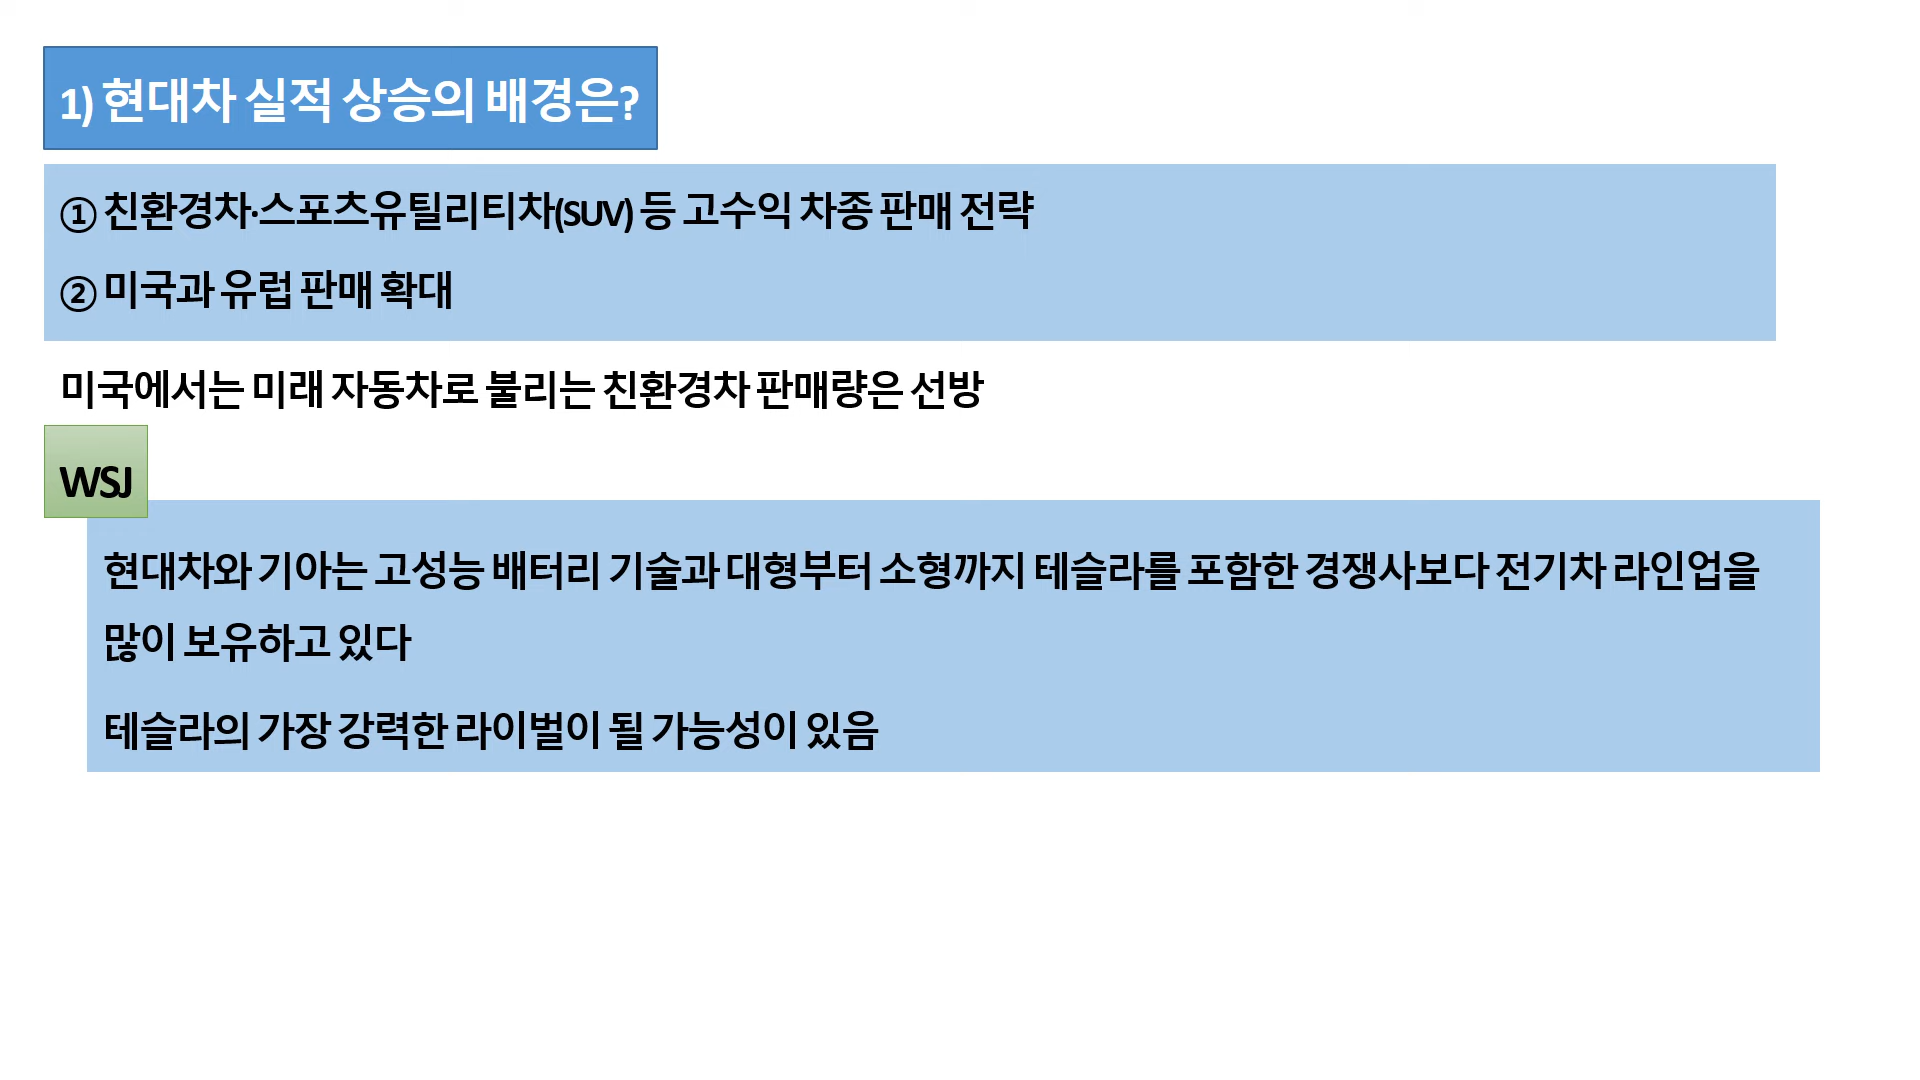 1) 현대차 실적 상승의 배경은?
① 친환경차·스포츠유틸리티차(SUV) 등 고수익 차종 판매 전략
② 미국과 유럽 판매 확대
미국에서는 미래 자동차로 불리는 친환경차 판매량은 선방
WSJ
현대차와 기아는 고성능 배터리 기술과 대형부터 소형까지 테슬라를 포함한 경쟁사보다 전기차 라인업을
많이 보유하고 있다
테슬라의 가장 강력한 라이벌이 될 가능성이 있음